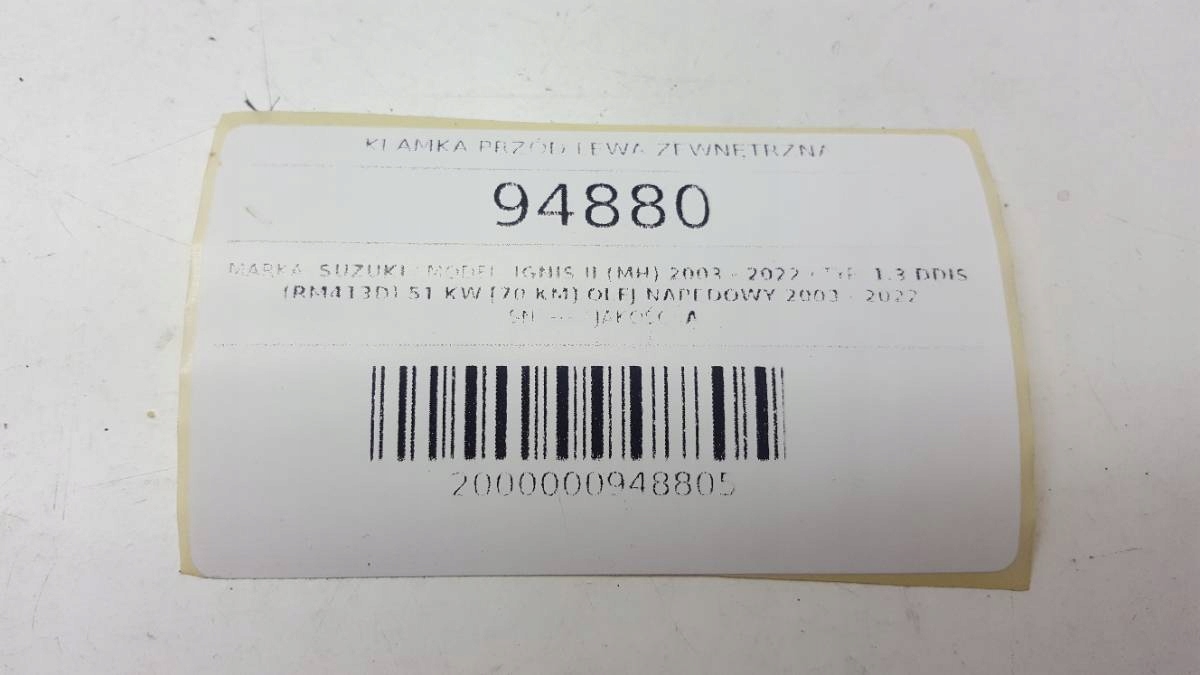 KLAMKA PRZÓD LEWA ZEWNĘTRZNA
94880
MARKA: SUZUKI MODEL: IGNIS II (MH) 2003 - 2022 TYP: 1.3 DDIS
(RM413D) 51 KW [70 KM] OLEJ NAPĘDOWY 2003 - 2022
SN: --- JAKOŚĆ: A
2000000948805